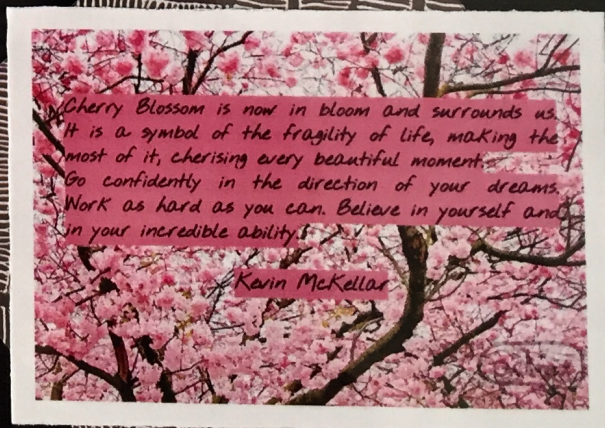 Cherry Blossom is now in bloom and surrounds us.
It is a symbol of the fragility of life, making the
most of it, cherising every beautiful moment.
Go confidently in the direction of your dreams.
Work as hard as you can. Believe in yourself and
in your incredible ability!
Kevin McKellar